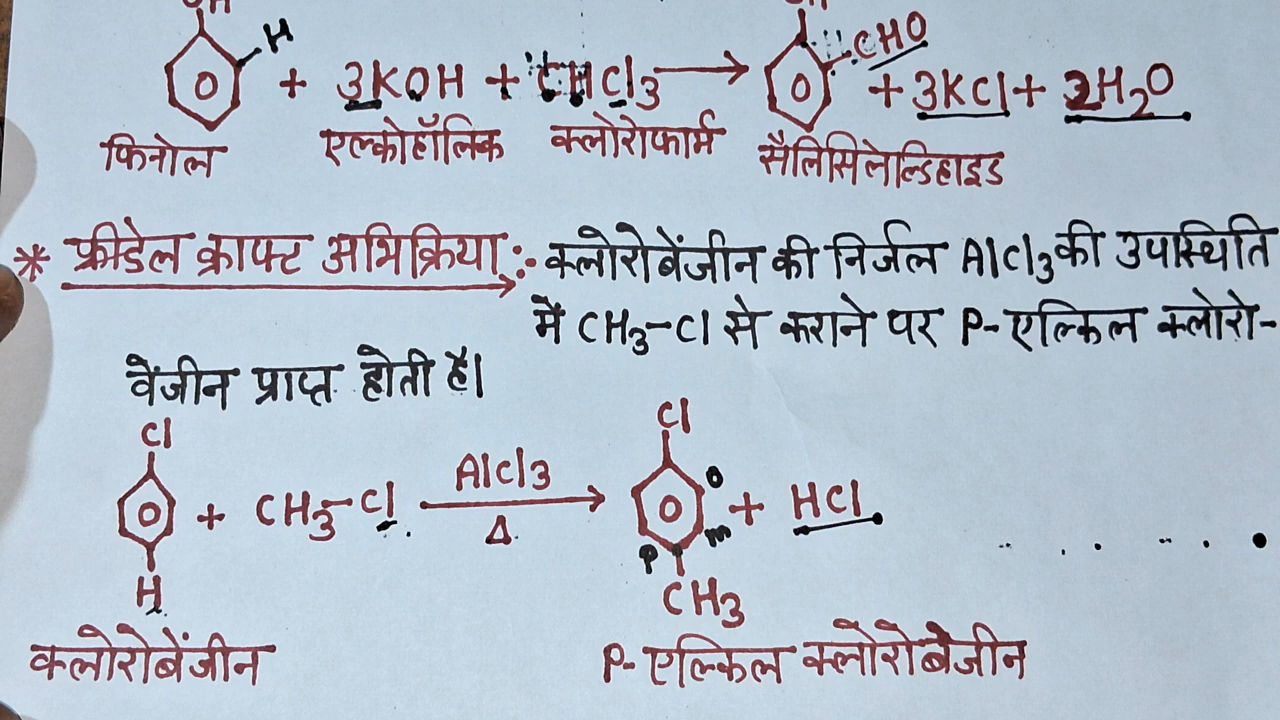 H CHO
+ 3KOH + CHCl3 → + 3KCl + 2H2O
फिनोल एल्कोहॉलिक क्लोरोफार्म सैलिसिलेल्डिहाइड
* फ्रीडेल क्राफ्ट अभिक्रिया :- क्लोरोबेंजीन की निर्जल AlCl3 की उपस्थिति
में CH3-Cl से कराने पर P-एल्किल क्लोरो-
वेंजीन प्राप्त होती है।
Cl Cl
AlCl3 o
+ CH3-Cl → + HCl
Δ m
P
H CH3
क्लोरोबेंजीन P-एल्किल क्लोरोबेंजीन